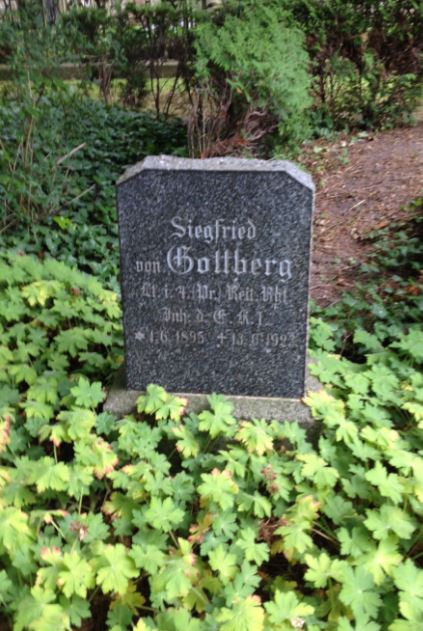 Siegfried
von Gottberg
Lt. i. 4. (Pr.) Reit. Rgt.
Inh. d. E. K. I
* 1.6.1895